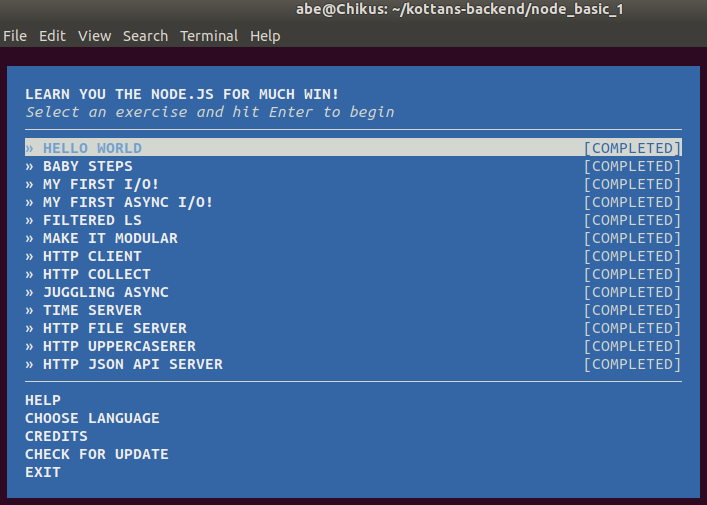 abe@Chikus: ~/kottans-backend/node_basic_1
File Edit View Search Terminal Help
LEARN YOU THE NODE.JS FOR MUCH WIN!
Select an exercise and hit Enter to begin
» HELLO WORLD [COMPLETED]
» BABY STEPS [COMPLETED]
» MY FIRST I/O! [COMPLETED]
» MY FIRST ASYNC I/O! [COMPLETED]
» FILTERED LS [COMPLETED]
» MAKE IT MODULAR [COMPLETED]
» HTTP CLIENT [COMPLETED]
» HTTP COLLECT [COMPLETED]
» JUGGLING ASYNC [COMPLETED]
» TIME SERVER [COMPLETED]
» HTTP FILE SERVER [COMPLETED]
» HTTP UPPERCASERER [COMPLETED]
» HTTP JSON API SERVER [COMPLETED]
HELP
CHOOSE LANGUAGE
CREDITS
CHECK FOR UPDATE
EXIT